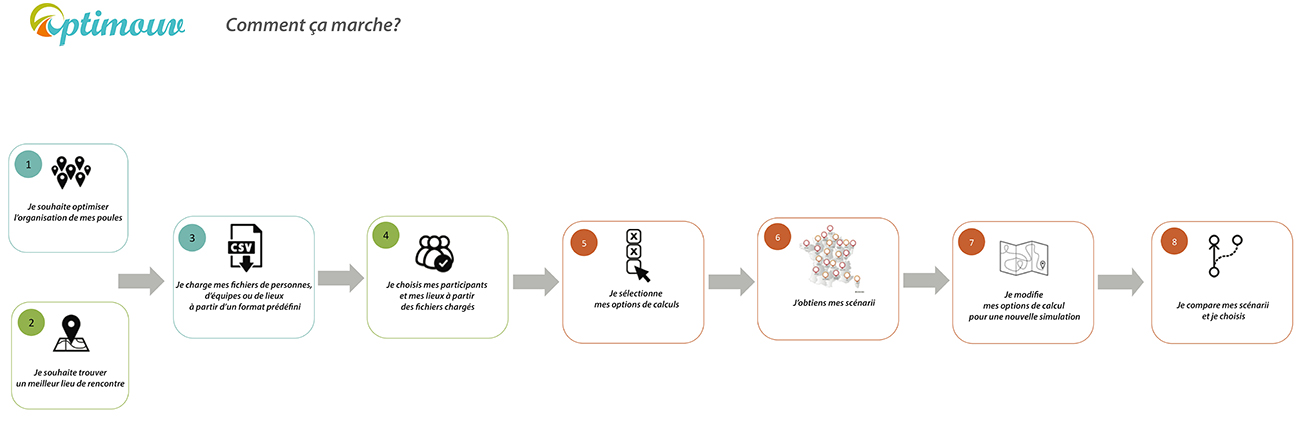 Optimouv
Comment ça marche?
1
Je souhaite optimiser
l'organisation de mes poules
2
Je souhaite trouver
un meilleur lieu de rencontre
3
CSV
Je charge mes fichiers de personnes,
d'équipes ou de lieux
à partir d'un format prédéfini
4
Je choisis mes participants
et mes lieux à partir
des fichiers chargés
5
Je sélectionne
mes options de calculs
6
J'obtiens mes scénarii
7
Je modifie
mes options de calcul
pour une nouvelle simulation
8
Je compare mes scénarii
et je choisis